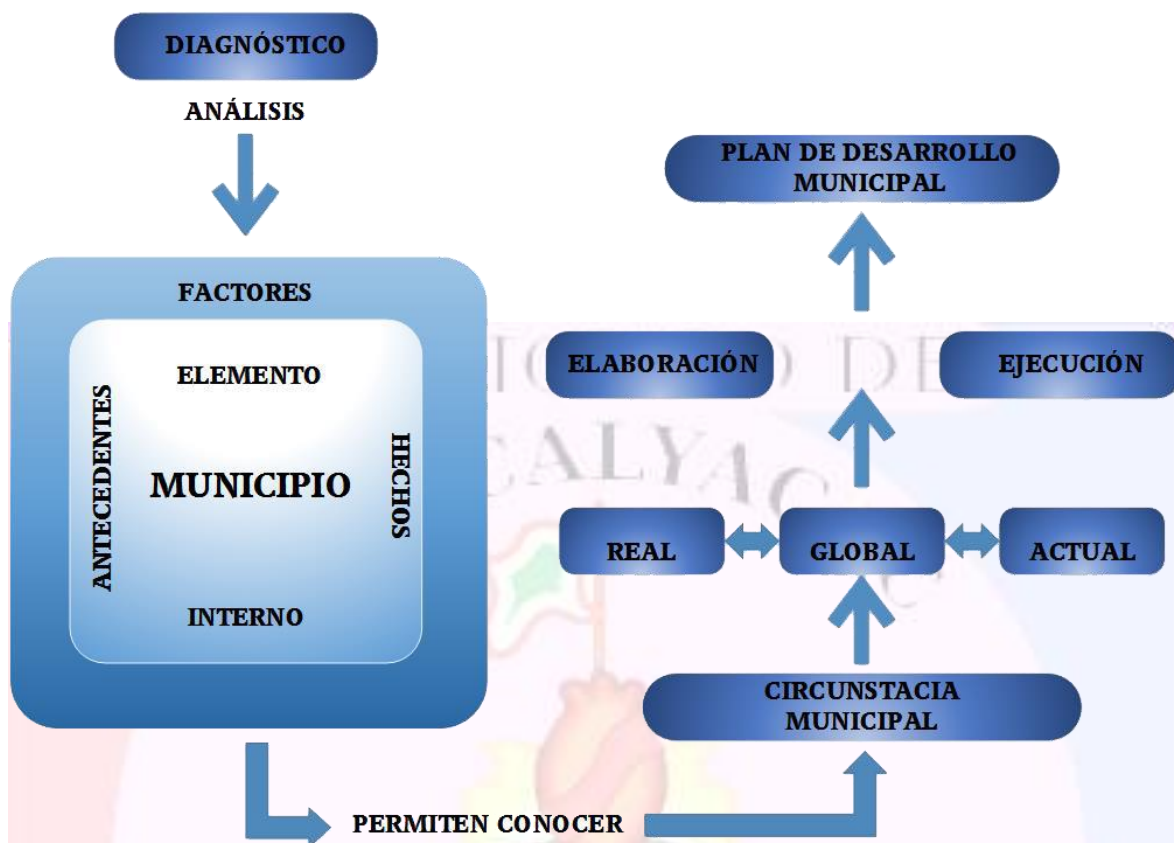 DIAGNÓSTICO
ANÁLISIS
FACTORES
ELEMENTO
ANTECEDENTES
MUNICIPIO
HECHOS
INTERNO
PERMITEN CONOCER
CIRCUNSTACIA
MUNICIPAL
REAL
GLOBAL
ACTUAL
ELABORACIÓN
EJECUCIÓN
PLAN DE DESARROLLO
MUNICIPAL